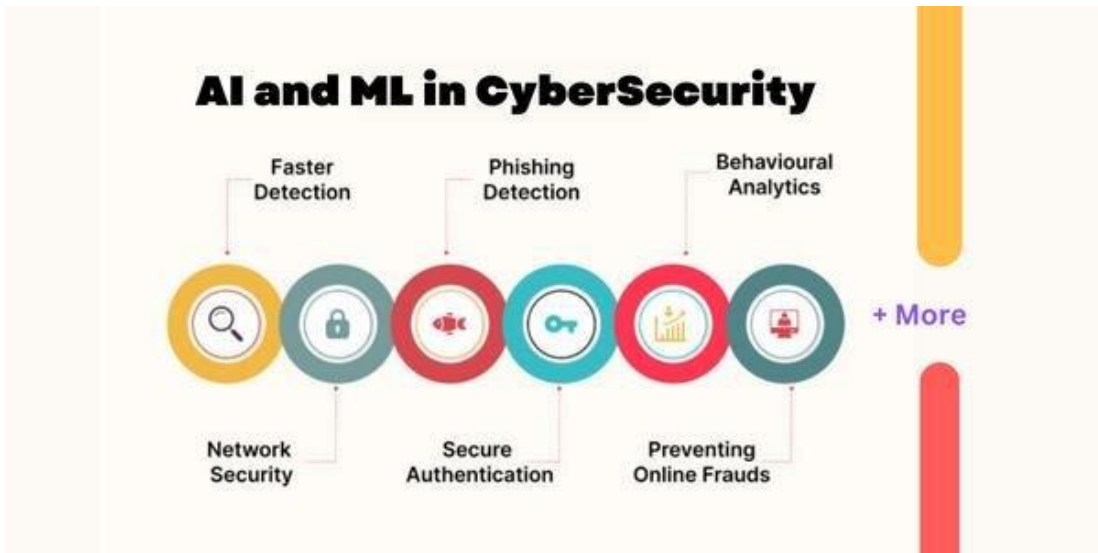 AI and ML in CyberSecurity
Faster
Detection
Phishing
Detection
Behavioural
Analytics
+ More
Network
Security
Secure
Authentication
Preventing
Online Frauds